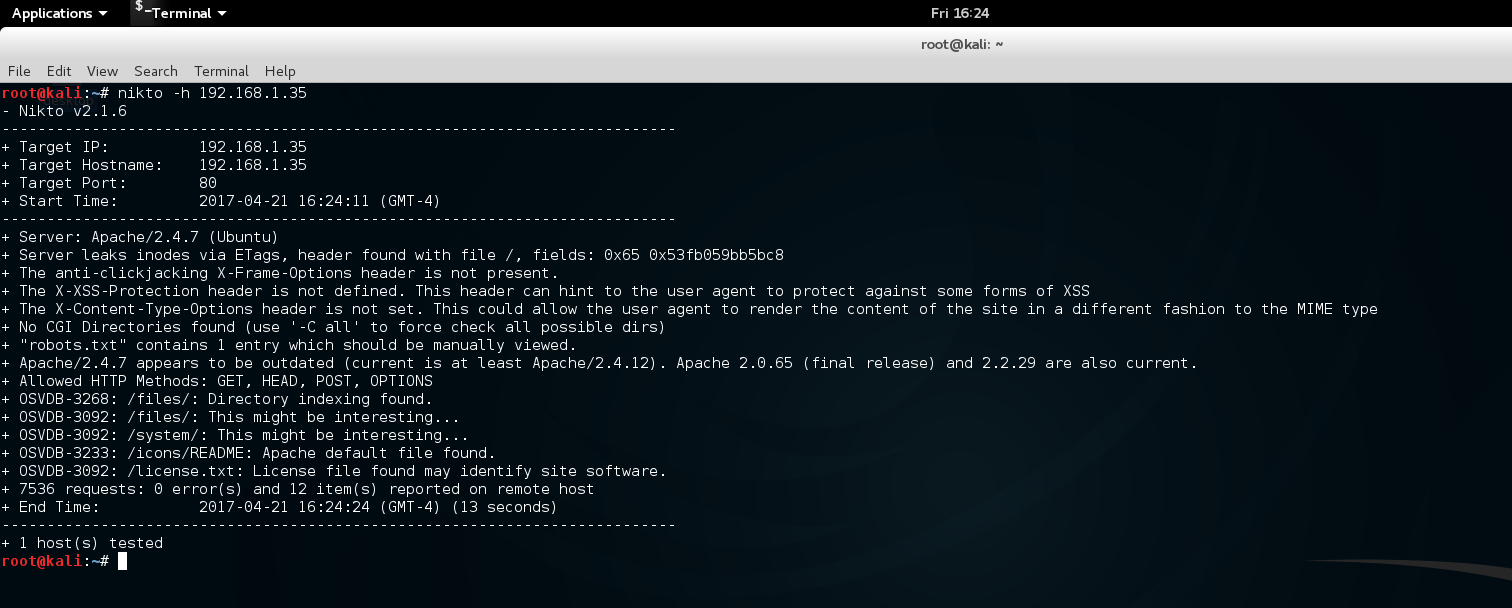 Applications Terminal Fri 16:24
root@kali: ~
File Edit View Search Terminal Help
root@kali:~# nikto -h 192.168.1.35
- Nikto v2.1.6
---------------------------------------------------------------------------
+ Target IP:          192.168.1.35
+ Target Hostname:    192.168.1.35
+ Target Port:        80
+ Start Time:         2017-04-21 16:24:11 (GMT-4)
---------------------------------------------------------------------------
+ Server: Apache/2.4.7 (Ubuntu)
+ Server leaks inodes via ETags, header found with file /, fields: 0x65 0x53fb059bb5bc8
+ The anti-clickjacking X-Frame-Options header is not present.
+ The X-XSS-Protection header is not defined. This header can hint to the user agent to protect against some forms of XSS
+ The X-Content-Type-Options header is not set. This could allow the user agent to render the content of the site in a different fashion to the MIME type
+ No CGI Directories found (use '-C all' to force check all possible dirs)
+ "robots.txt" contains 1 entry which should be manually viewed.
+ Apache/2.4.7 appears to be outdated (current is at least Apache/2.4.12). Apache 2.0.65 (final release) and 2.2.29 are also current.
+ Allowed HTTP Methods: GET, HEAD, POST, OPTIONS
+ OSVDB-3268: /files/: Directory indexing found.
+ OSVDB-3092: /files/: This might be interesting...
+ OSVDB-3092: /system/: This might be interesting...
+ OSVDB-3233: /icons/README: Apache default file found.
+ OSVDB-3092: /license.txt: License file found may identify site software.
+ 7536 requests: 0 error(s) and 12 item(s) reported on remote host
+ End Time:           2017-04-21 16:24:24 (GMT-4) (13 seconds)
---------------------------------------------------------------------------
+ 1 host(s) tested
root@kali:~#